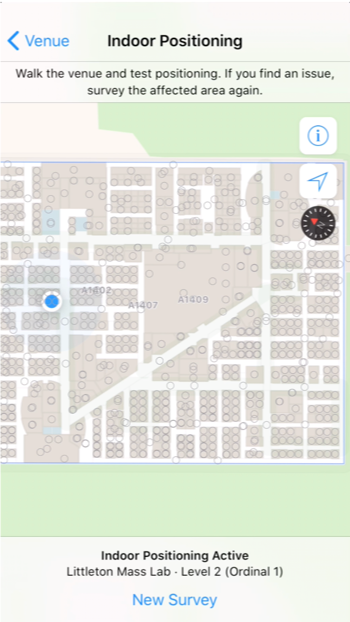 Venue
Indoor Positioning
Walk the venue and test positioning. If you find an issue,
survey the affected area again.
A1402
A1407
A1409
Indoor Positioning Active
Littleton Mass Lab · Level 2 (Ordinal 1)
New Survey